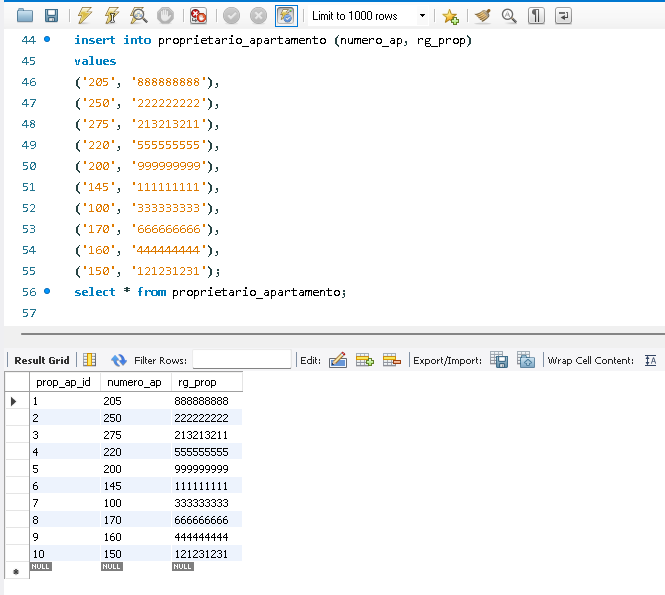 Limit to 1000 rows
44 insert into proprietario_apartamento (numero_ap, rg_prop)
45 values
46 ('205', '888888888'),
47 ('250', '222222222'),
48 ('275', '213213211'),
49 ('220', '555555555'),
50 ('200', '999999999'),
51 ('145', '111111111'),
52 ('100', '333333333'),
53 ('170', '666666666'),
54 ('160', '444444444'),
55 ('150', '121231231');
56 select * from proprietario_apartamento;
57
Result Grid Filter Rows: Edit: Export/Import: Wrap Cell Content:
prop_ap_id numero_ap rg_prop
1 205 888888888
2 250 222222222
3 275 213213211
4 220 555555555
5 200 999999999
6 145 111111111
7 100 333333333
8 170 666666666
9 160 444444444
10 150 121231231
NULL NULL NULL